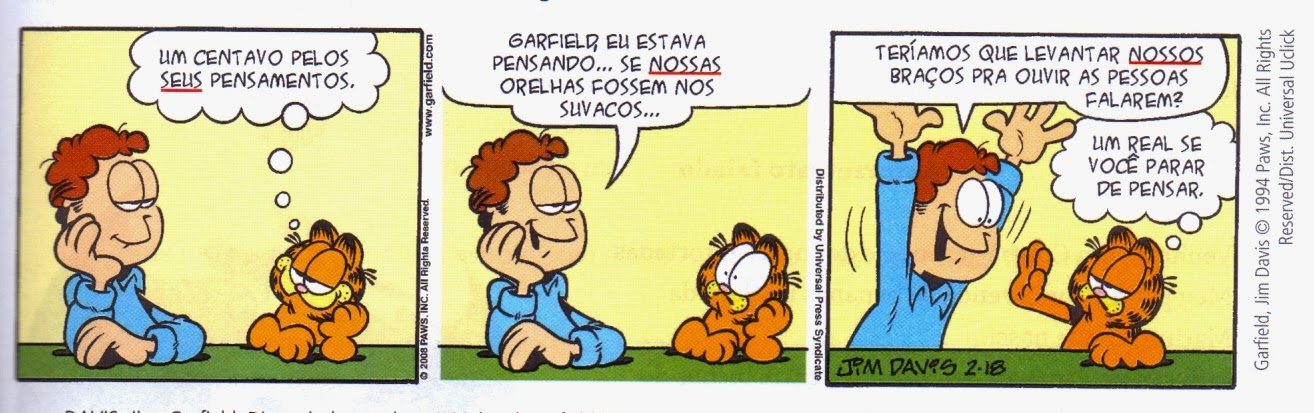 UM CENTAVO PELOS
SEUS PENSAMENTOS.
www.garfield.com
© 2008 PAWS, INC. All Rights Reserved.
GARFIELD, EU ESTAVA
PENSANDO... SE NOSSAS
ORELHAS FOSSEM NOS
SUVACOS...
Distributed by Universal Press Syndicate
TERÍAMOS QUE LEVANTAR NOSSOS
BRAÇOS PRA OUVIR AS PESSOAS
FALAREM?
UM REAL SE
VOCÊ PARAR
DE PENSAR.
JIM DAVIS 2-18
Garfield, Jim Davis © 1994 Paws, Inc. All Rights
Reserved/Dist. Universal Uclick